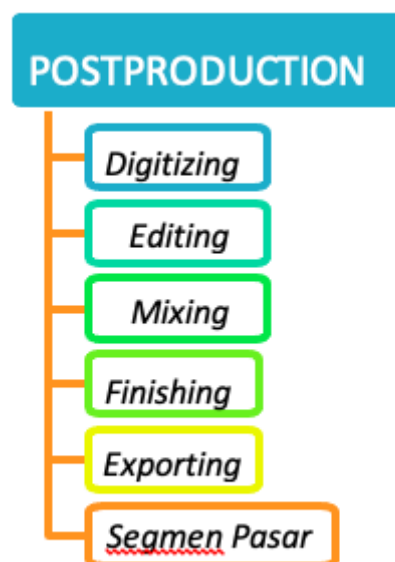 POSTPRODUCTION
Digitizing
Editing
Mixing
Finishing
Exporting
Segmen Pasar